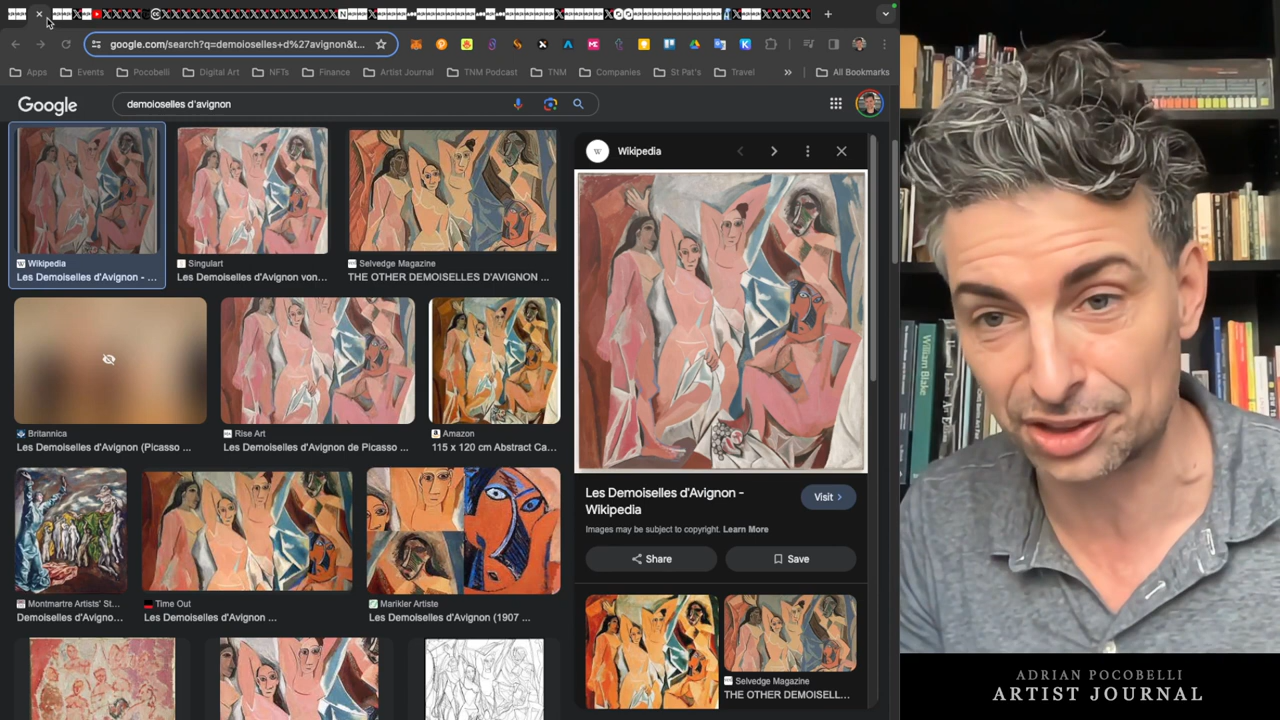 google.com/search?q=demoioselles+d%27avignon&t...
Apps
Events
Pocobelli
Digital Art
NFTs
Finance
Artist Journal
TNM Podcast
TNM
Companies
St Pat's
Travel
»
All Bookmarks
Google
demoioselles d'avignon
Wikipedia
Les Demoiselles d'Avignon - ...
Singulart
Les Demoiselles d'Avignon von...
Selvedge Magazine
THE OTHER DEMOISELLES D'AVIGNON ...
Britannica
Les Demoiselles d'Avignon (Picasso ...
Rise Art
Les Demoiselles d'Avignon de Picasso ...
Amazon
115 x 120 cm Abstract Ca...
Montmartre Artists' St...
Demoiselles d'Avigno...
Time Out
Les Demoiselles d'Avignon ...
Marikler Artiste
Les Demoiselles d'Avignon (1907 ...
W
Wikipedia
Les Demoiselles d'Avignon -
Wikipedia
Visit
Images may be subject to copyright. Learn More
Share
Save
Selvedge Magazine
THE OTHER DEMOISELL...
William Blake
ADRIAN POCOBELLI
ARTIST JOURNAL